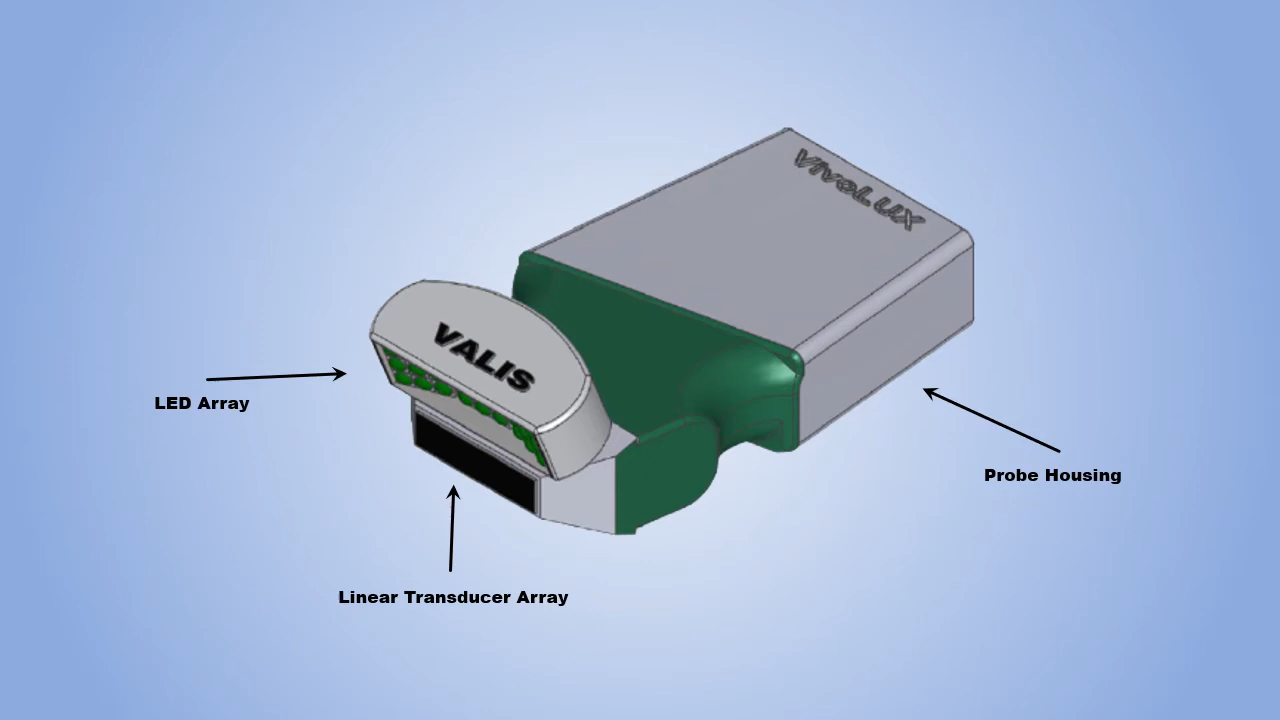 VivoLUX
VALIS
LED Array
Probe Housing
Linear Transducer Array